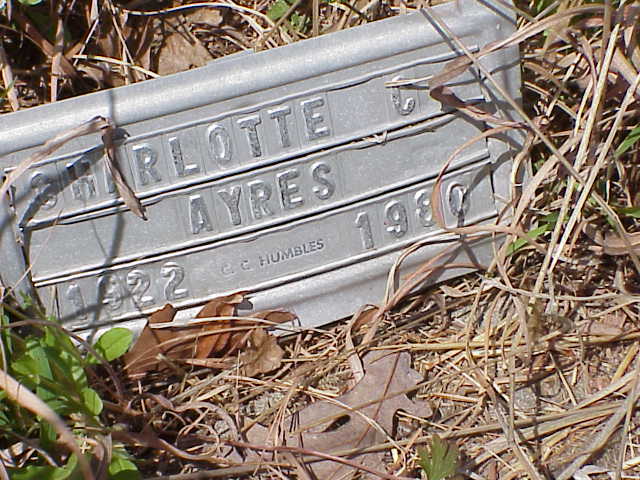 CHARLOTTE C
AYRES
1922 C. C HUMBLES 1980